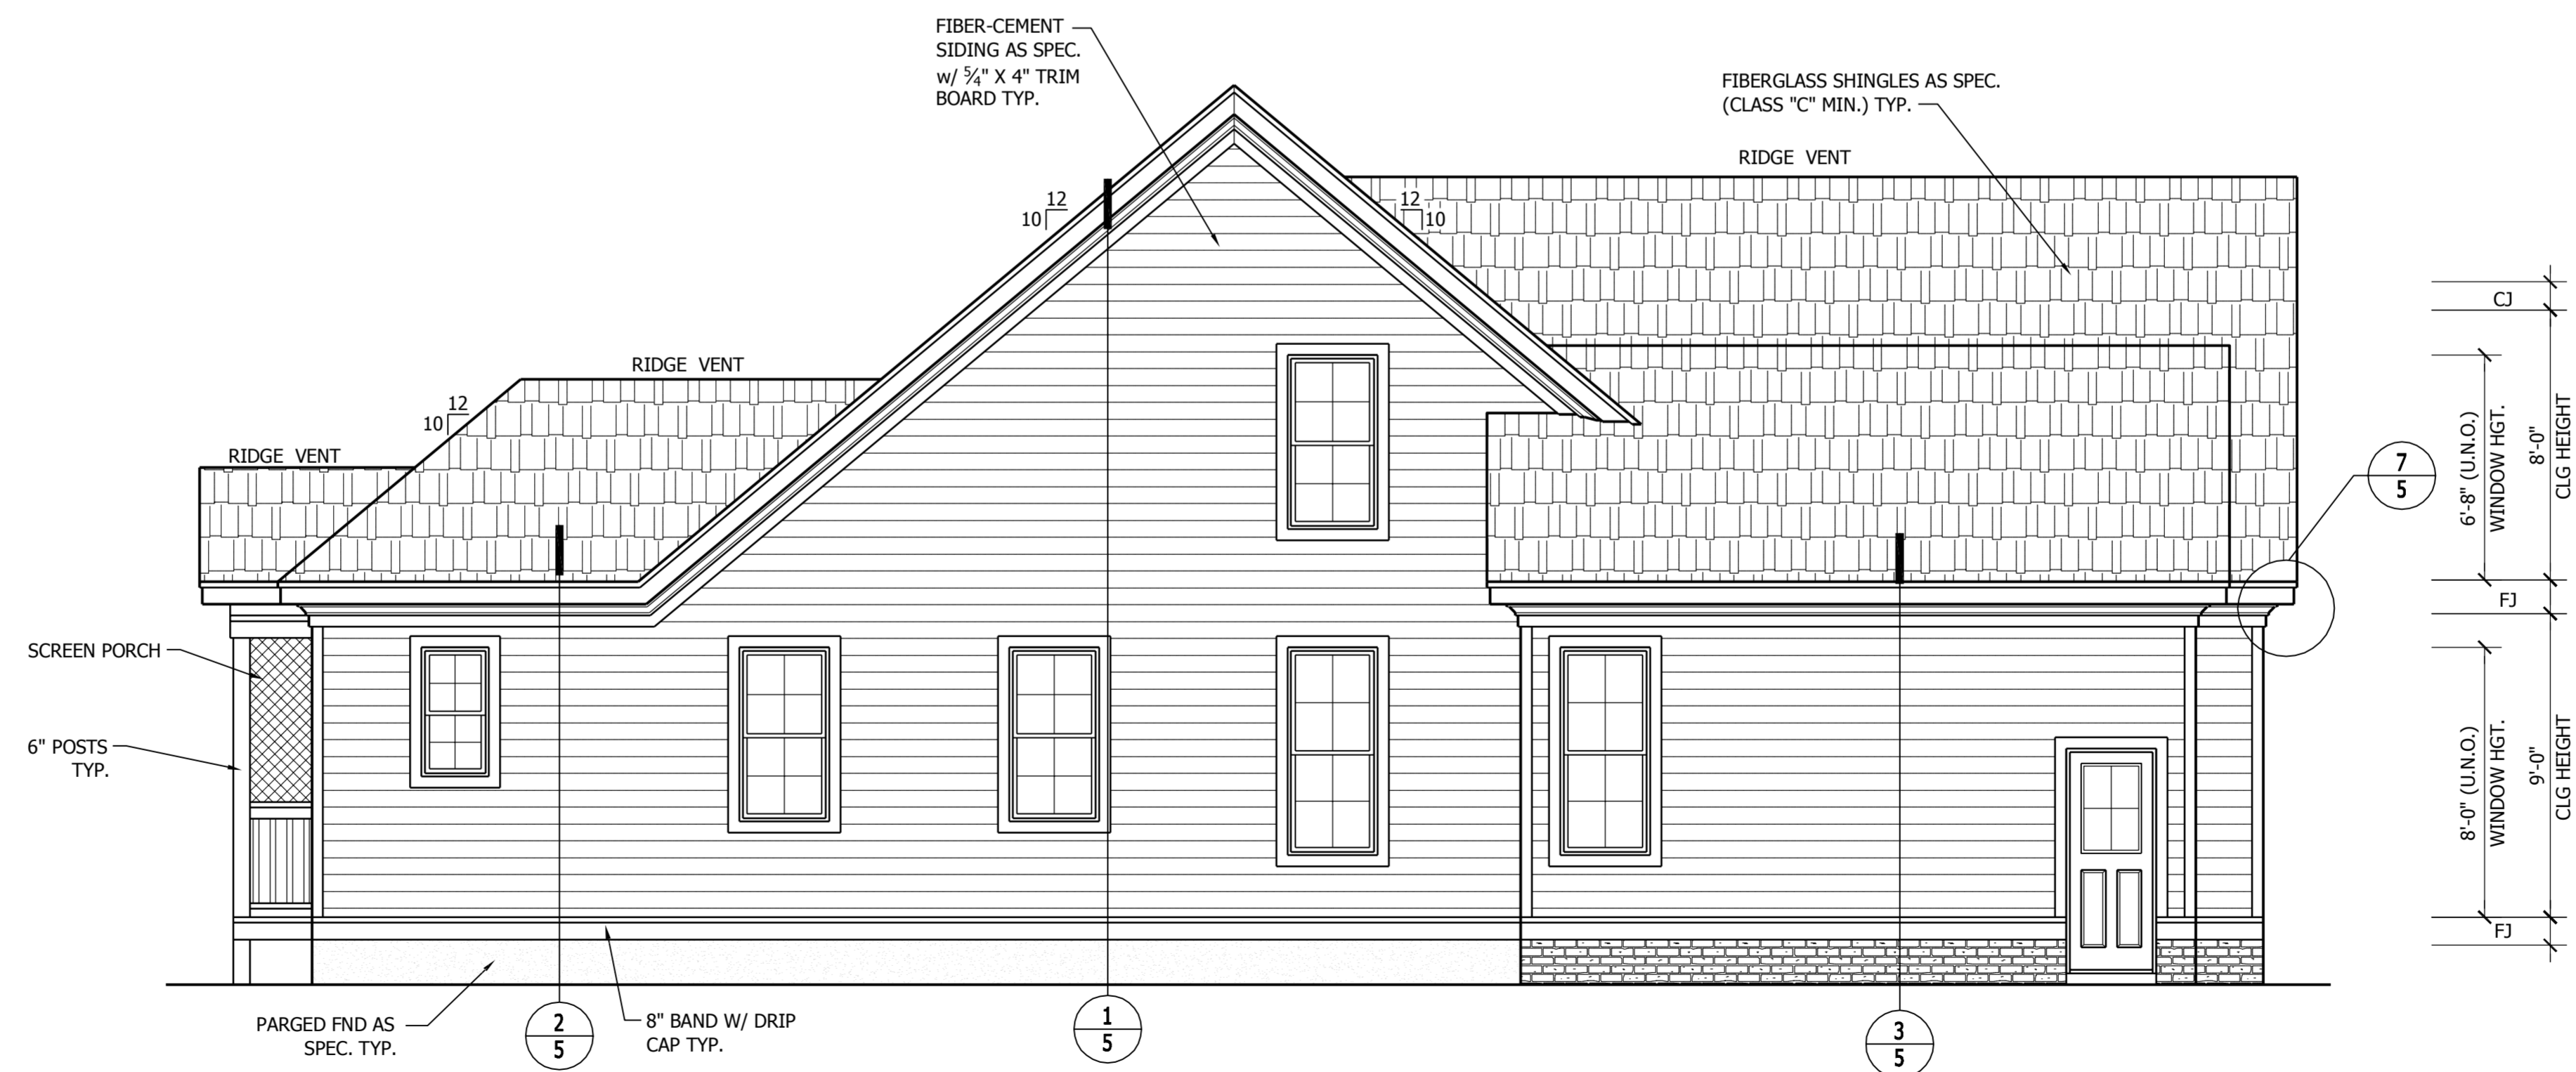 FIBER-CEMENT
SIDING AS SPEC.
w/ 5⁄4" X 4" TRIM
BOARD TYP.
FIBERGLASS SHINGLES AS SPEC.
(CLASS "C" MIN.) TYP.
RIDGE VENT
12
10
12
10
CJ
RIDGE VENT
12
10
RIDGE VENT
6'-8" (U.N.O.)
WINDOW HGT.
8'-0"
CLG HEIGHT
7
5
FJ
SCREEN PORCH
6" POSTS
TYP.
8'-0" (U.N.O.)
WINDOW HGT.
9'-0"
CLG HEIGHT
FJ
PARGED FND AS
SPEC. TYP.
2
5
8" BAND W/ DRIP
CAP TYP.
1
5
3
5